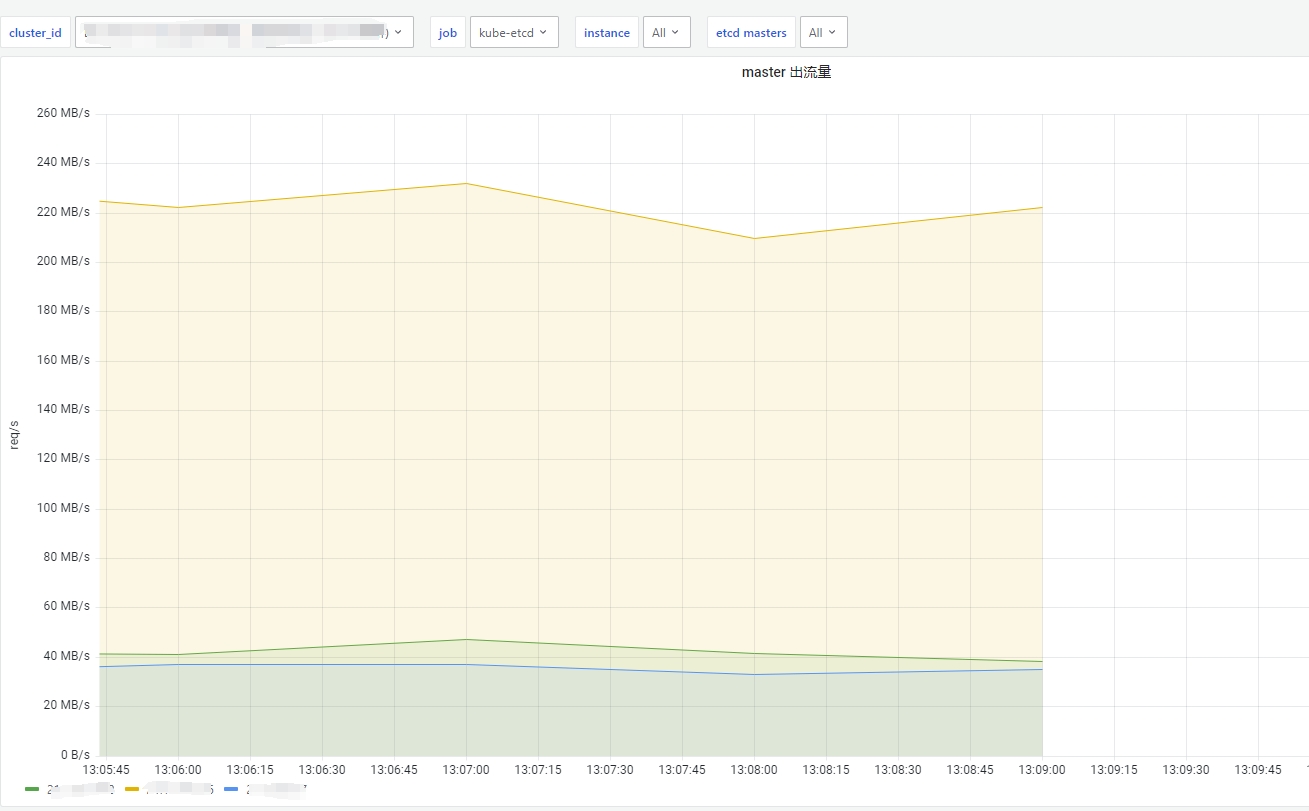 cluster_id job kube-etcd instance All etcd masters All
master 出流量
260 MB/s
240 MB/s
220 MB/s
200 MB/s
180 MB/s
160 MB/s
140 MB/s
120 MB/s
100 MB/s
80 MB/s
60 MB/s
40 MB/s
20 MB/s
0 B/s
req/s
13:05:45 13:06:00 13:06:15 13:06:30 13:06:45 13:07:00 13:07:15 13:07:30 13:07:45 13:08:00 13:08:15 13:08:30 13:08:45 13:09:00 13:09:15 13:09:30 13:09:45